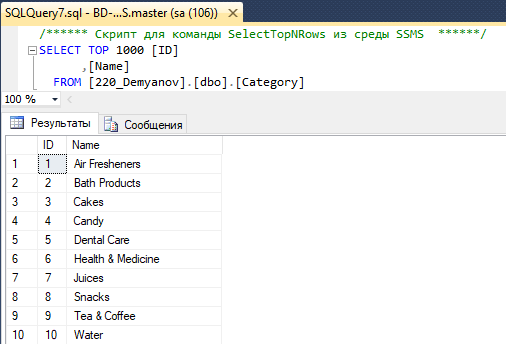 SQLQuery7.sql - BD-...S.master (sa (106))
/****** Скрипт для команды SelectTopNRows из среды SSMS ******/
SELECT TOP 1000 [ID]
,[Name]
FROM [220_Demyanov].[dbo].[Category]
100 %
Результаты Сообщения
ID Name
1 1 Air Fresheners
2 2 Bath Products
3 3 Cakes
4 4 Candy
5 5 Dental Care
6 6 Health & Medicine
7 7 Juices
8 8 Snacks
9 9 Tea & Coffee
10 10 Water